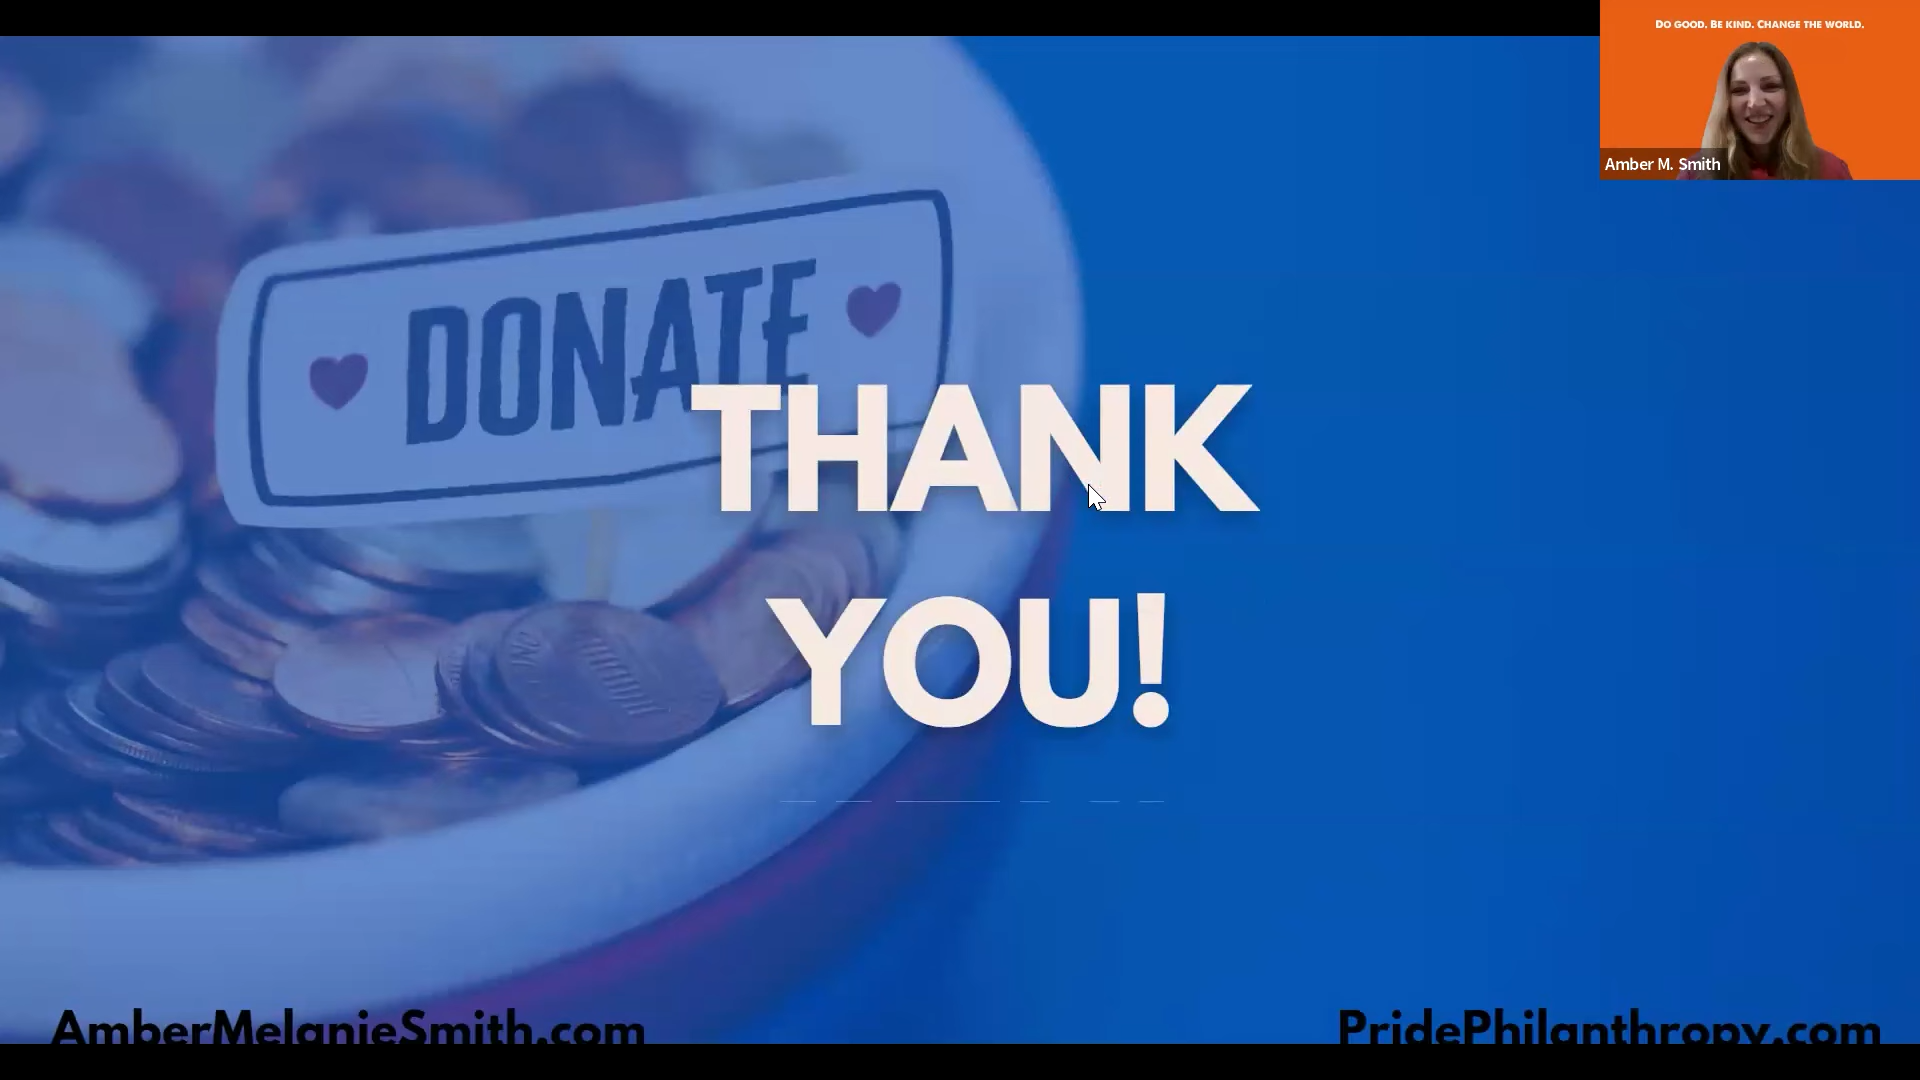 DO GOOD. BE KIND. CHANGE THE WORLD.
Amber M. Smith
DONATE
THANK
YOU!
AmberMelanieSmith.com
PridePhilanthropy.com